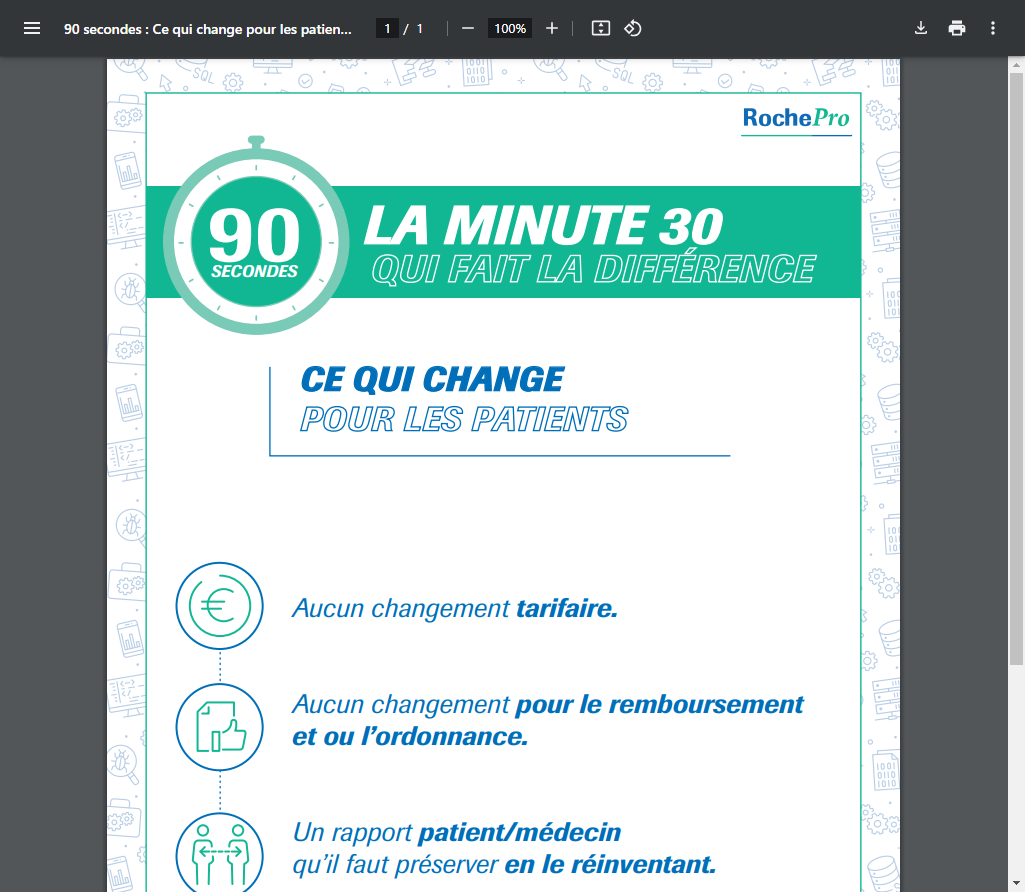 90 secondes : Ce qui change pour les patien...
1 / 1
100%
RochePro
90
SECONDES
LA MINUTE 30
QUI FAIT LA DIFFÉRENCE
CE QUI CHANGE
POUR LES PATIENTS
Aucun changement tarifaire.
Aucun changement pour le remboursement
et ou l’ordonnance.
Un rapport patient/médecin
qu’il faut préserver en le réinventant.